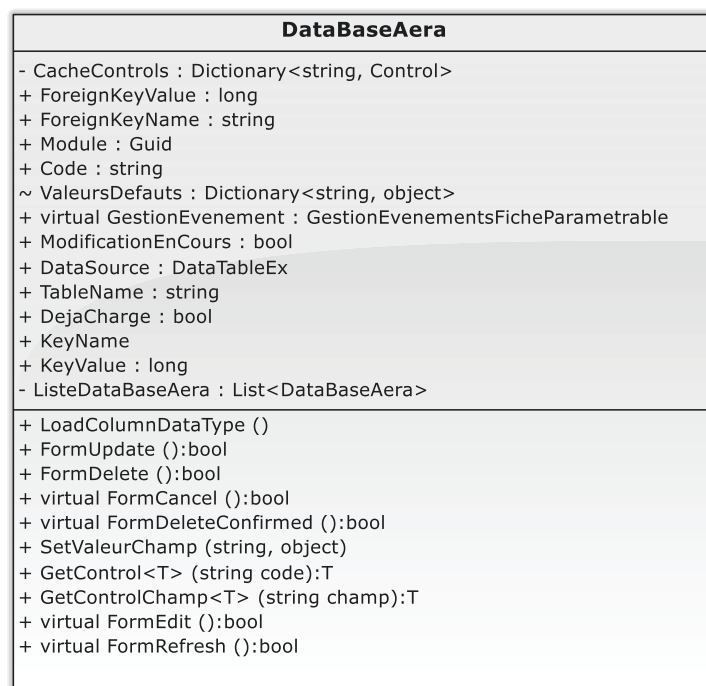 DataBaseAera
- CacheControls : Dictionary<string, Control>
+ ForeignKeyValue : long
+ ForeignKeyName : string
+ Module : Guid
+ Code : string
~ ValeursDefauts : Dictionary<string, object>
+ virtual GestionEvenement : GestionEvenementsFicheParametrable
+ ModificationEnCours : bool
+ DataSource : DataTableEx
+ TableName : string
+ DejaCharge : bool
+ KeyName
+ KeyValue : long
- ListeDataBaseAera : List<DataBaseAera>
+ LoadColumnDataType ()
+ FormUpdate ():bool
+ FormDelete ():bool
+ virtual FormCancel ():bool
+ virtual FormDeleteConfirmed ():bool
+ SetValeurChamp (string, object)
+ GetControl<T> (string code):T
+ GetControlChamp<T> (string champ):T
+ virtual FormEdit ():bool
+ virtual FormRefresh ():bool